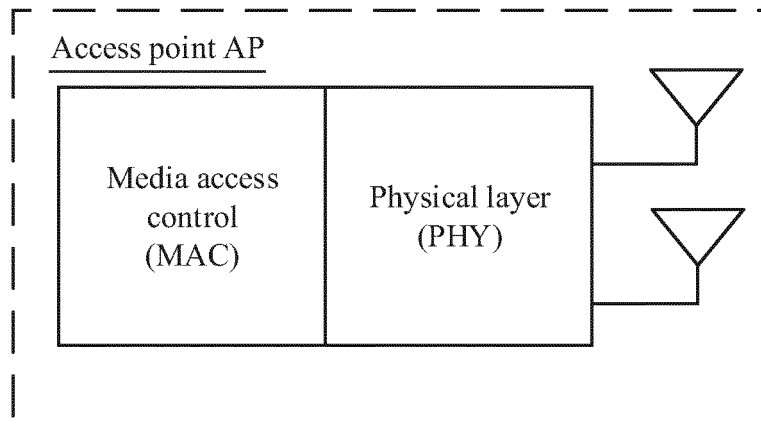 Access point AP
Media access
control
(MAC)
Physical layer
(PHY)